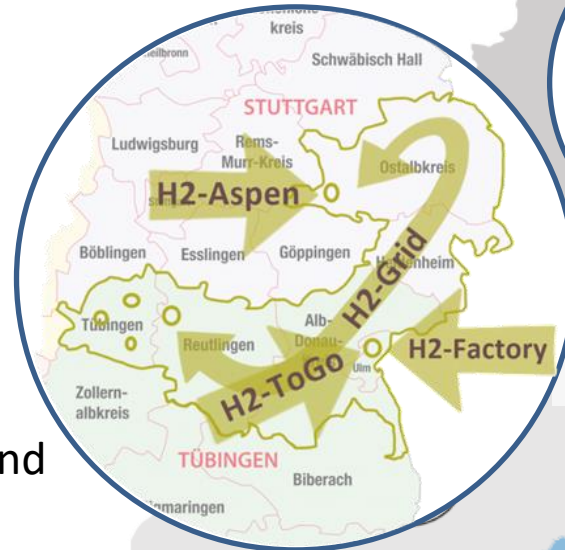 kreis
Schwäbisch Hall
STUTTGART
Ludwigsburg
Rems-
Murr-Kreis
Ostalbkreis
H2-Aspen
Böblingen
Esslingen
Göppingen
H2-Grid
Tübingen
Reutlingen
Alb-
Donau-
Ulm
H2-Factory
H2-ToGo
Zollern-
albkreis
TÜBINGEN
Biberach
nd